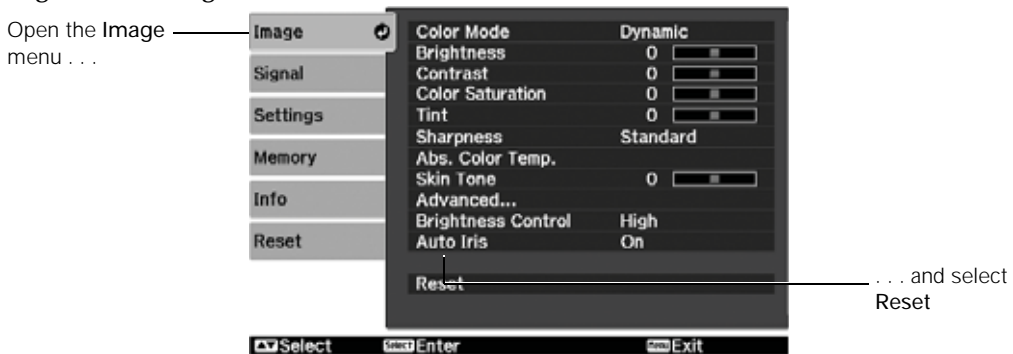 Open the Image
menu . . .
Image
Signal
Settings
Memory
Info
Reset
Color Mode Dynamic
Brightness 0
Contrast 0
Color Saturation 0
Tint 0
Sharpness Standard
Abs. Color Temp.
Skin Tone 0
Advanced...
Brightness Control High
Auto Iris On
Reset
. . . and select
Reset
Select Select Enter Menu Exit